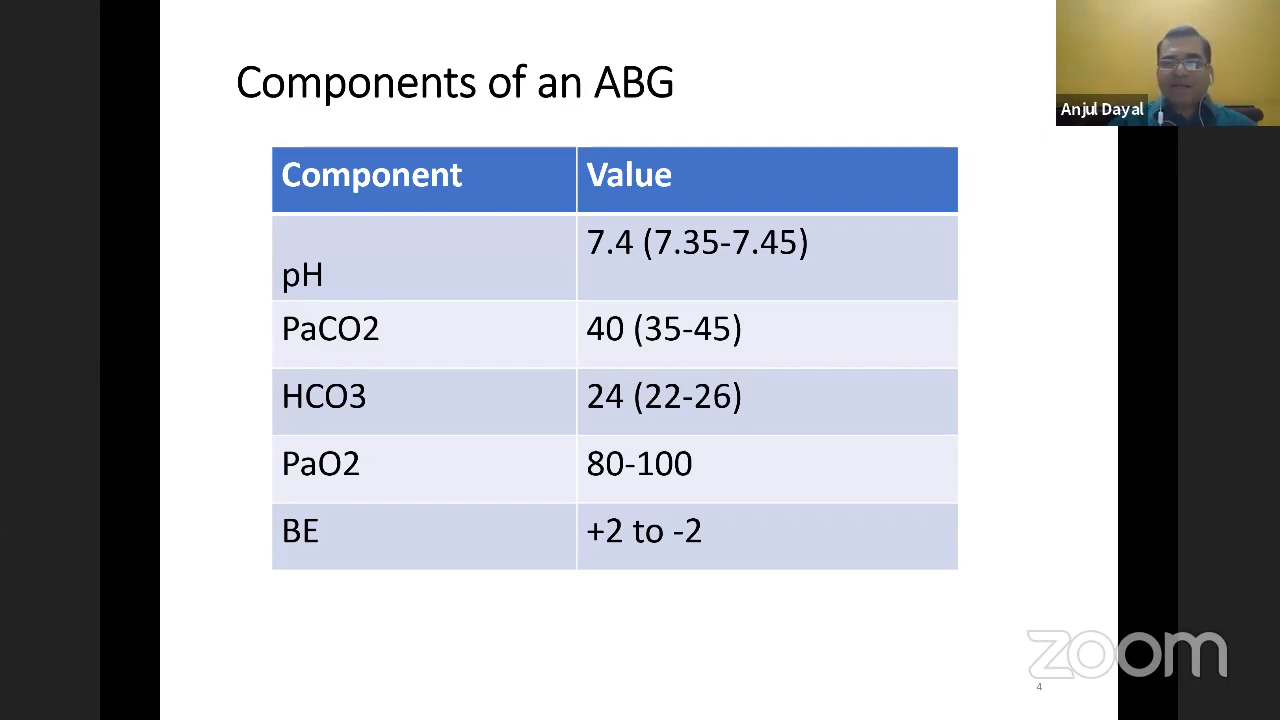 Components of an ABG
Anjul Dayal
Component Value
pH 7.4 (7.35-7.45)
PaCO2 40 (35-45)
HCO3 24 (22-26)
PaO2 80-100
BE +2 to -2
zoom
4